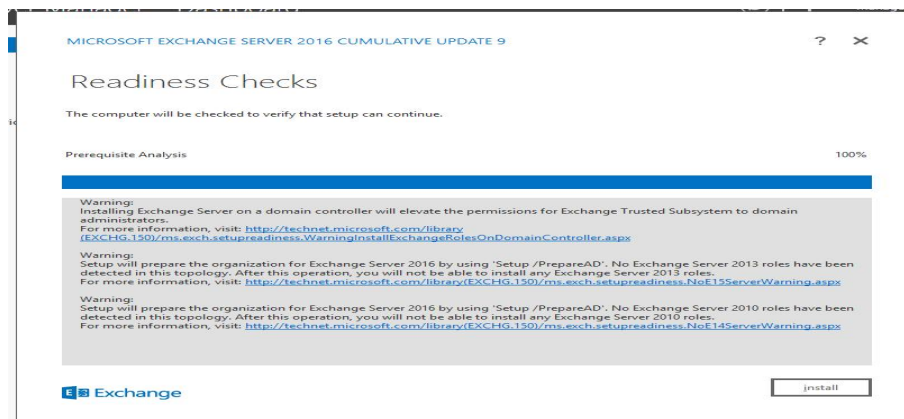 MICROSOFT EXCHANGE SERVER 2016 CUMULATIVE UPDATE 9
? ✕
Readiness Checks
The computer will be checked to verify that setup can continue.
Prerequisite Analysis 100%
Warning:
Installing Exchange Server on a domain controller will elevate the permissions for Exchange Trusted Subsystem to domain
administrators.
For more information, visit: http://technet.microsoft.com/library
(EXCHG.150)/ms.exch.setupreadiness.WarningInstallExchangeRolesOnDomainController.aspx
Warning:
Setup will prepare the organization for Exchange Server 2016 by using 'Setup /PrepareAD'. No Exchange Server 2013 roles have been
detected in this topology. After this operation, you will not be able to install any Exchange Server 2013 roles.
For more information, visit: http://technet.microsoft.com/library(EXCHG.150)/ms.exch.setupreadiness.NoE15ServerWarning.aspx
Warning:
Setup will prepare the organization for Exchange Server 2016 by using 'Setup /PrepareAD'. No Exchange Server 2010 roles have been
detected in this topology. After this operation, you will not be able to install any Exchange Server 2010 roles.
For more information, visit: http://technet.microsoft.com/library(EXCHG.150)/ms.exch.setupreadiness.NoE14ServerWarning.aspx
Exchange
install